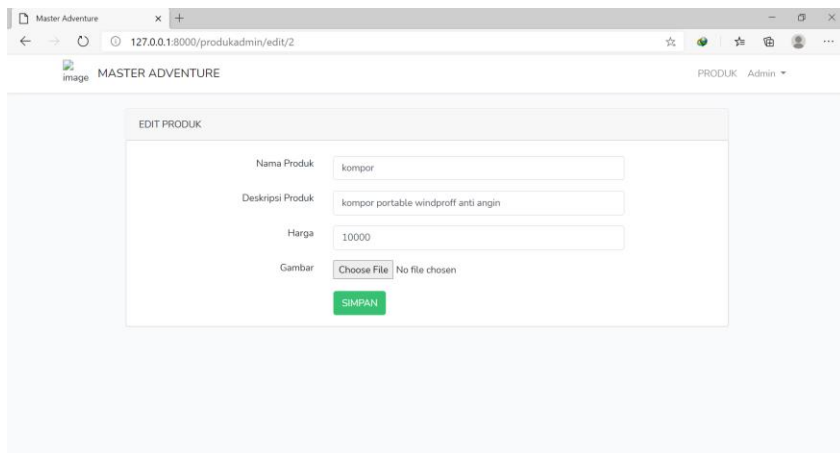 Master Adventure
127.0.0.1:8000/produkadmin/edit/2
image MASTER ADVENTURE PRODUK Admin
EDIT PRODUK
Nama Produk kompor
Deskripsi Produk kompor portable windproff anti angin
Harga 10000
Gambar Choose File No file chosen
SIMPAN